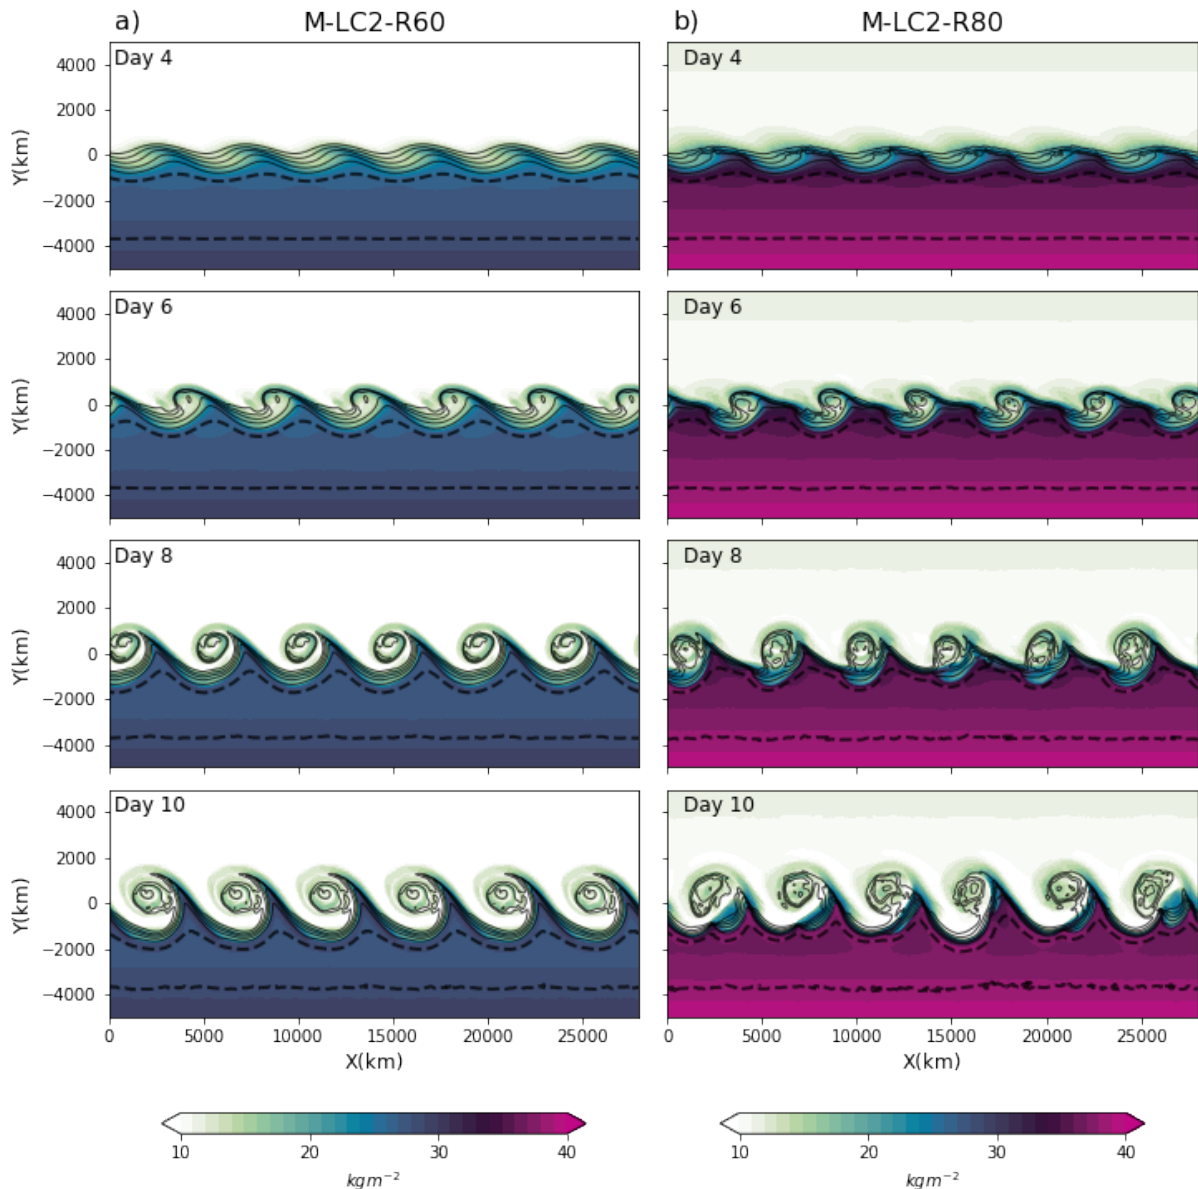 a) M-LC2-R60 b) M-LC2-R80
Day 4 Day 4
4000
2000
0
−2000
−4000
Y(km)
Day 6 Day 6
4000
2000
0
−2000
−4000
Y(km)
Day 8 Day 8
4000
2000
0
−2000
−4000
Y(km)
Day 10 Day 10
4000
2000
0
−2000
−4000
Y(km)
0 5000 10000 15000 20000 25000 0 5000 10000 15000 20000 25000
X(km) X(km)
10 20 30 40 10 20 30 40
kgm⁻² kgm⁻²